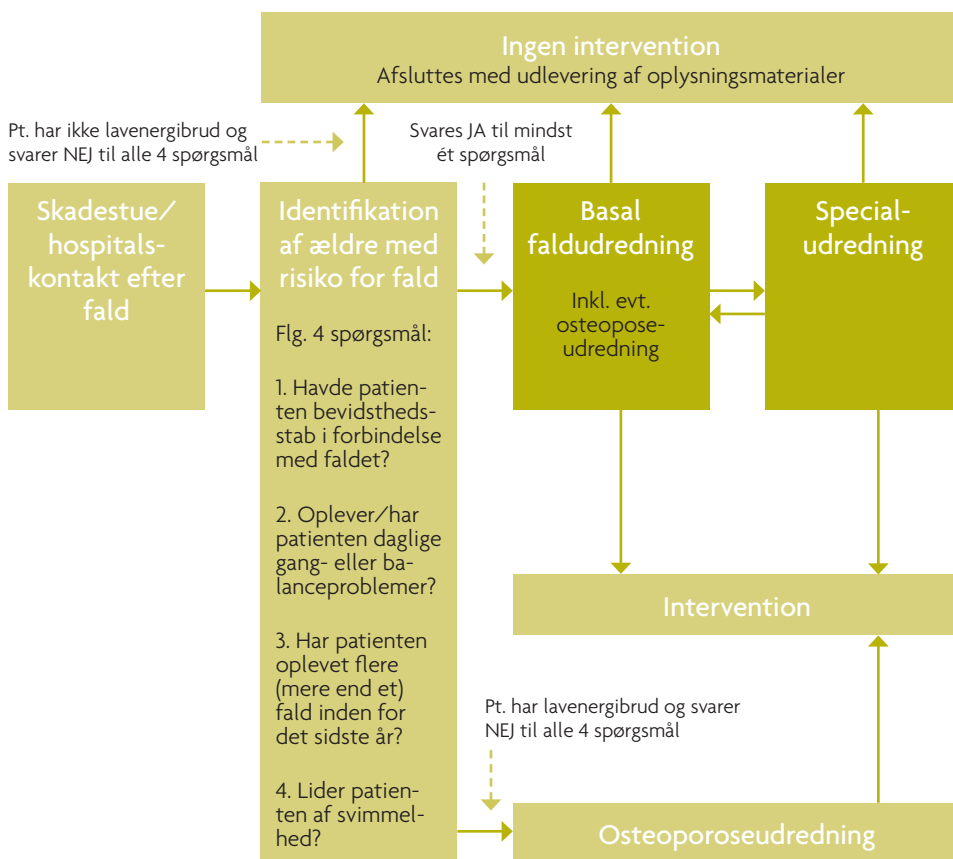 Ingen intervention
Afsluttes med udlevering af oplysningsmaterialer
Pt. har ikke lavenergibrud og
svarer NEJ til alle 4 spørgsmål
Svares JA til mindst
ét spørgsmål
Skadestue/
hospitals-
kontakt efter
fald
Identifikation
af ældre med
risiko for fald
Flg. 4 spørgsmål:
1. Havde patien-
ten bevidstheds-
stab i forbindelse
med faldet?
2. Oplever/har
patienten daglige
gang- eller ba-
lanceproblemer?
3. Har patienten
oplevet flere
(mere end et)
fald inden for
det sidste år?
4. Lider patien-
ten af svimmel-
hed?
Basal
faldudredning
Inkl. evt.
osteopose-
udredning
Special-
udredning
Intervention
Pt. har lavenergibrud og svarer
NEJ til alle 4 spørgsmål
Osteoporoseudredning